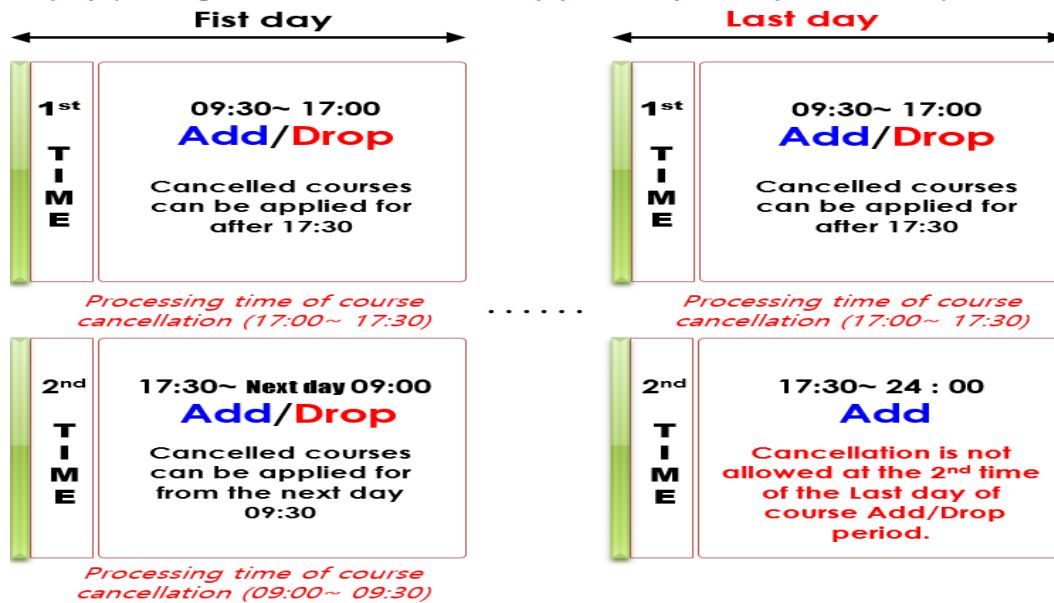 Fist day
1st
TIME
09:30~ 17:00
Add/Drop
Cancelled courses
can be applied for
after 17:30
Processing time of course
cancellation (17:00~ 17:30)
2nd
TIME
17:30~ Next day 09:00
Add/Drop
Cancelled courses
can be applied for
from the next day
09:30
Processing time of course
cancellation (09:00~ 09:30)
......
Last day
1st
TIME
09:30~ 17:00
Add/Drop
Cancelled courses
can be applied for
after 17:30
Processing time of course
cancellation (17:00~ 17:30)
2nd
TIME
17:30~ 24 : 00
Add
Cancellation is not
allowed at the 2nd time
of the Last day of
course Add/Drop
period.